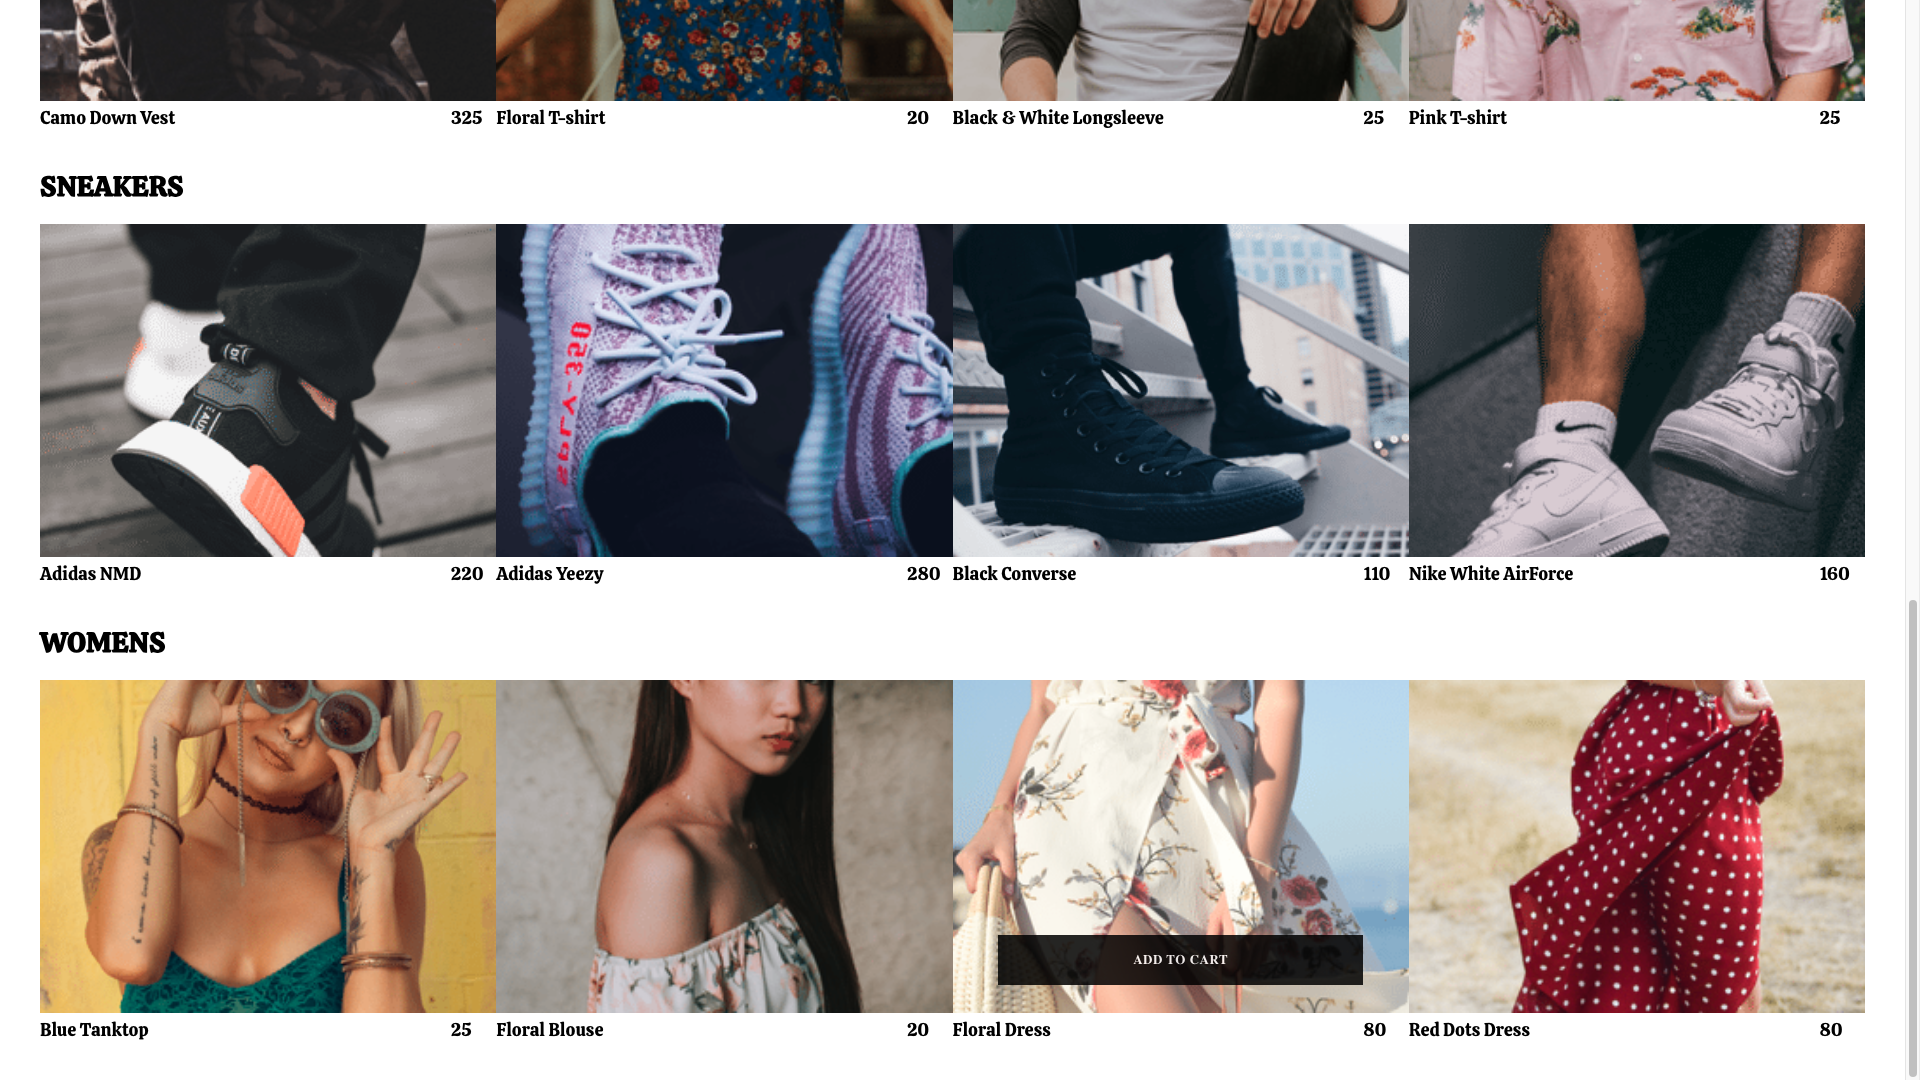 Camo Down Vest 325
Floral T-shirt 20
Black & White Longsleeve 25
Pink T-shirt 25
SNEAKERS
Adidas NMD 220
Adidas Yeezy 280
Black Converse 110
Nike White AirForce 160
WOMENS
ADD TO CART
Blue Tanktop 25
Floral Blouse 20
Floral Dress 80
Red Dots Dress 80